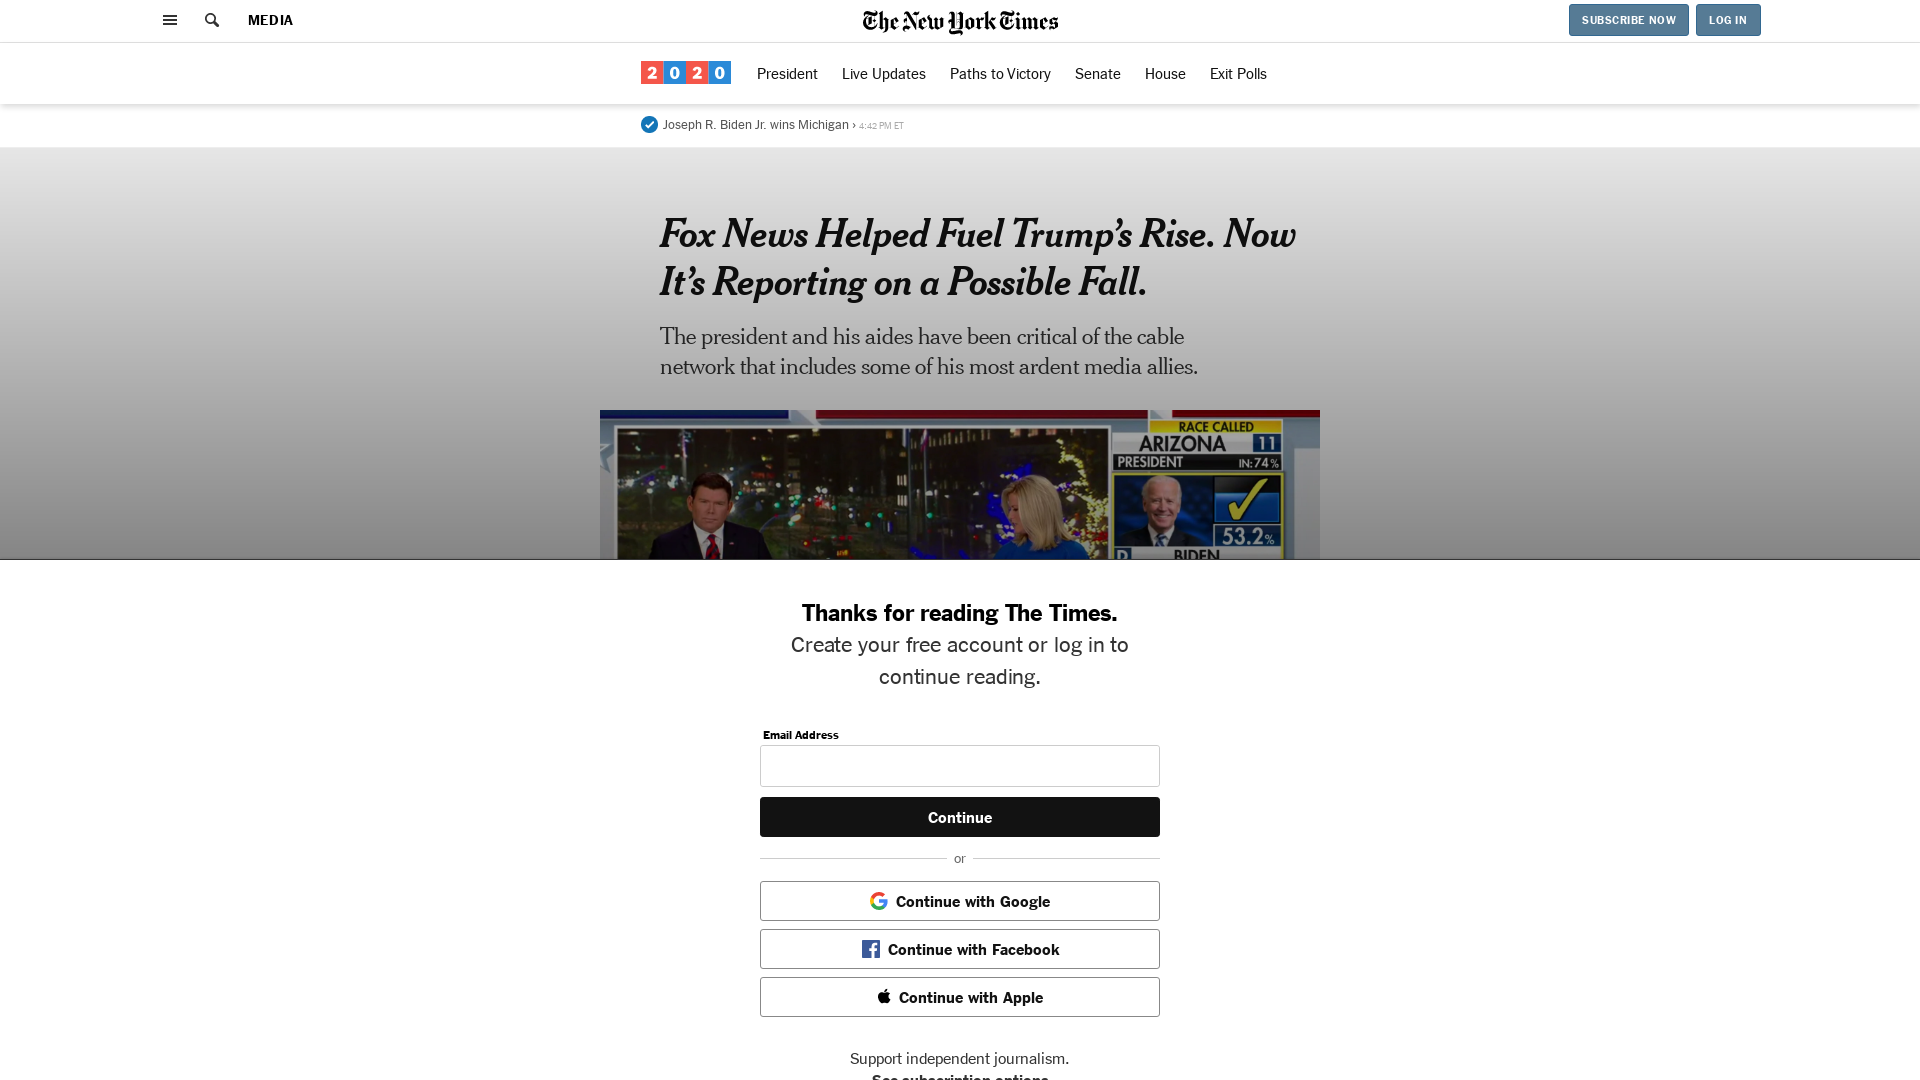 MEDIA
The New York Times
SUBSCRIBE NOW
LOG IN
2020
President
Live Updates
Paths to Victory
Senate
House
Exit Polls
Joseph R. Biden Jr. wins Michigan › 4:42 PM ET
Fox News Helped Fuel Trump’s Rise. Now
It’s Reporting on a Possible Fall.
The president and his aides have been critical of the cable
network that includes some of his most ardent media allies.
RACE CALLED
ARIZONA 11
PRESIDENT IN: 74%
53.2%
BIDEN
Thanks for reading The Times.
Create your free account or log in to
continue reading.
Email Address
Continue
or
Continue with Google
Continue with Facebook
Continue with Apple
Support independent journalism.
See subscription options